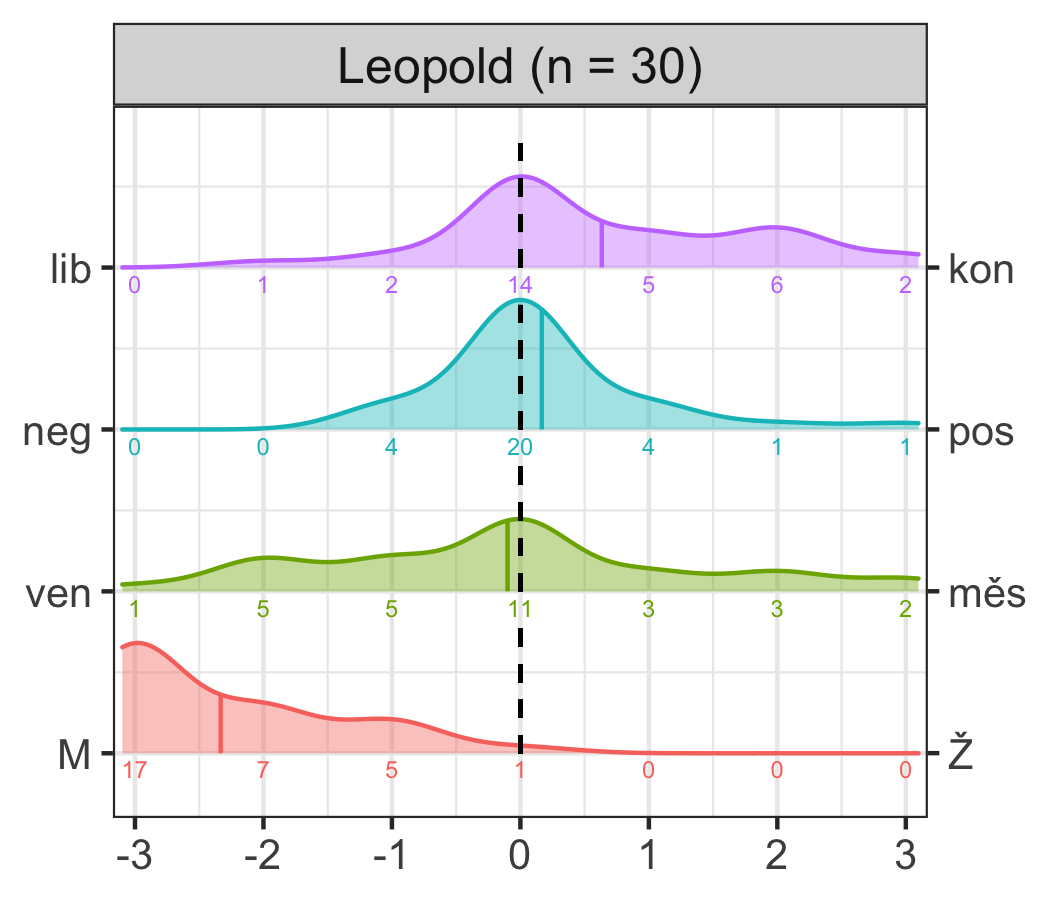 Leopold (n = 30)
lib kon
0 1 2 14 5 6 2
neg pos
0 0 4 20 4 1 1
ven měs
1 5 5 11 3 3 2
M Ž
17 7 5 1 0 0 0
-3 -2 -1 0 1 2 3